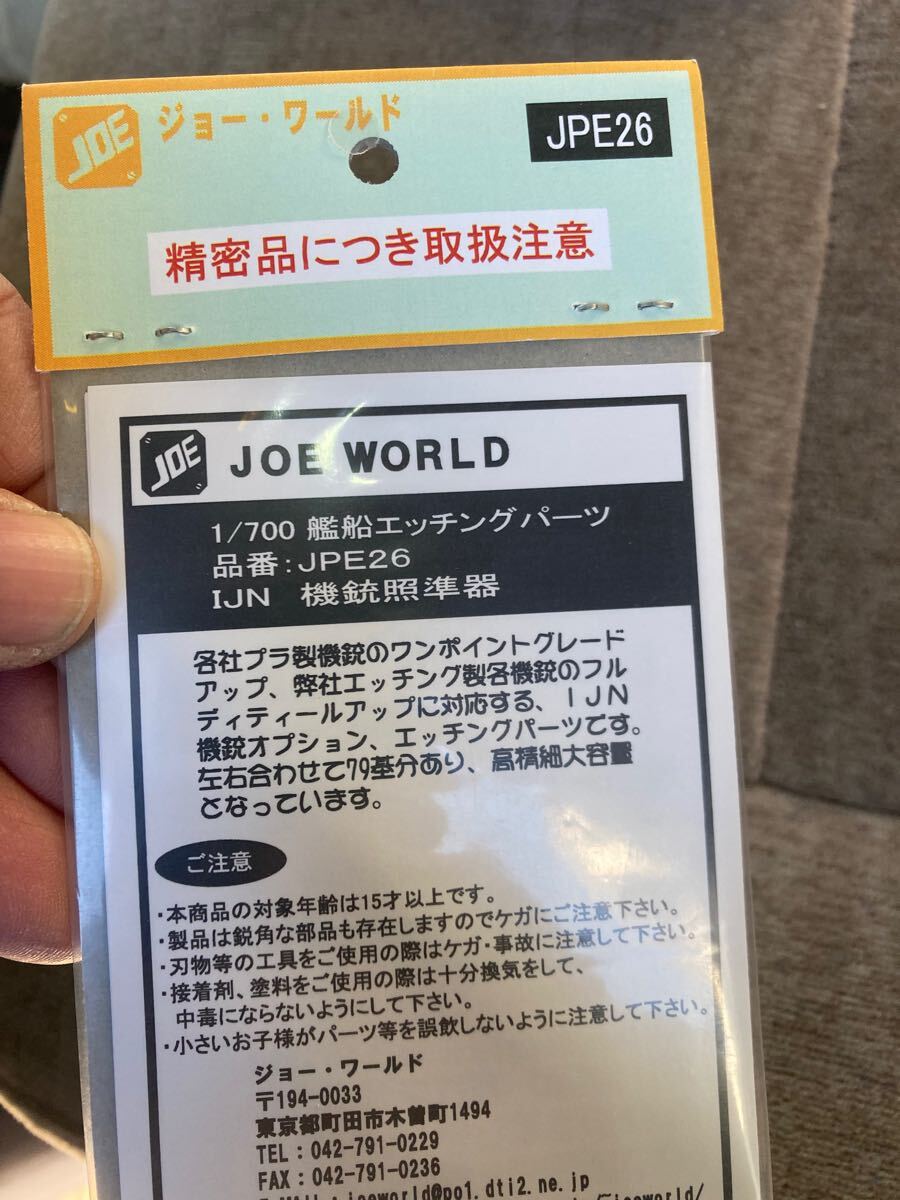 JOE ジョー・ワールド
JPE26
精密品につき取扱注意
JOE JOE WORLD
1/700 艦船エッチングパーツ
品番:JPE26
IJN 機銃照準器
各社プラ製機銃のワンポイントグレード
アップ、弊社エッチング製各機銃のフル
ディティールアップに対応する、IJN
機銃オプション、エッチングパーツです。
左右合わせて79基分あり、高精細大容量
となっています。
ご注意
・本商品の対象年齢は15才以上です。
・製品は鋭角な部品も存在しますのでケガにご注意下さい。
・刃物等の工具をご使用の際はケガ・事故に注意して下さい。
・接着剤、塗料をご使用の際は十分換気をして、
中毒にならないようにして下さい。
・小さいお子様がパーツ等を誤飲しないように注意して下さい。
ジョー・ワールド
〒194-0033
東京都町田市木曽町1494
TEL:042-791-0229
FAX:042-791-0236
joeworld@po1.dti2.ne.jp